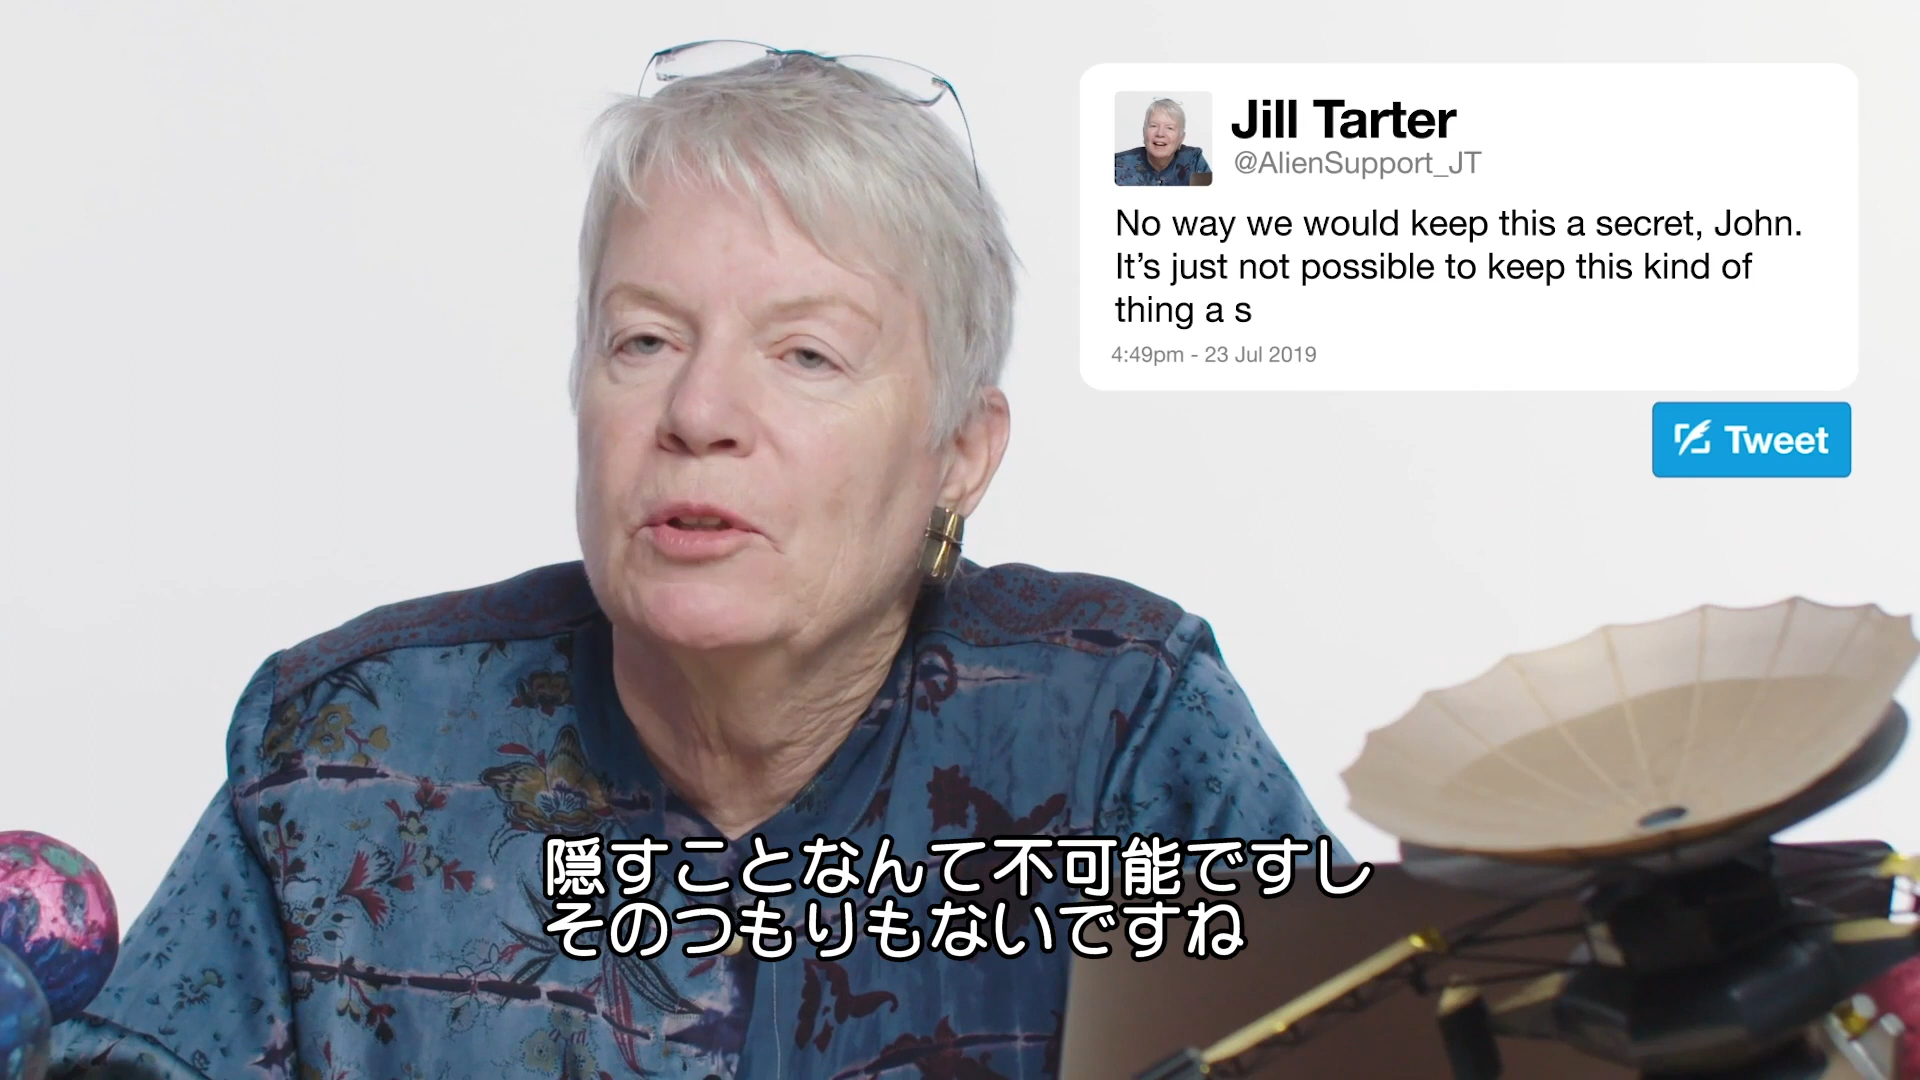 Jill Tarter
@AlienSupport_JT
No way we would keep this a secret, John.
It’s just not possible to keep this kind of
thing a s
4:49pm - 23 Jul 2019
Tweet
隠すことなんて不可能ですし
そのつもりもないですね